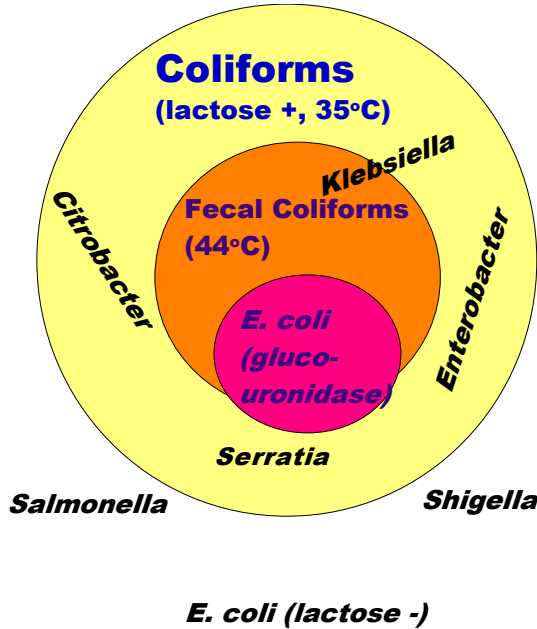 Coliforms
(lactose +, 35°C)
Klebsiella
Fecal Coliforms
(44°C)
Citrobacter
Enterobacter
E. coli
(gluco-
uronidase)
Serratia
Salmonella
Shigella
E. coli (lactose -)